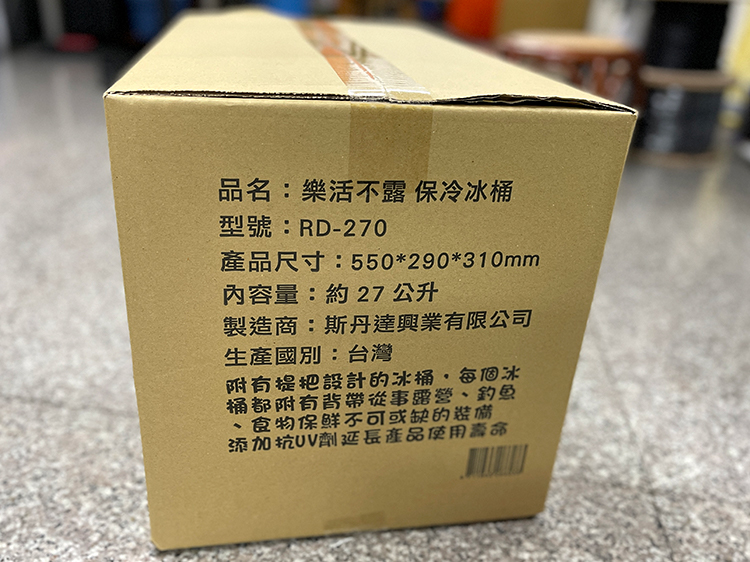 品名：樂活不露 保冷冰桶
型號：RD-270
產品尺寸：550*290*310mm
內容量：約 27 公升
製造商：斯丹達興業有限公司
生產國別：台灣
附有提把設計的冰桶，每個冰
桶都附有背帶從事露營、釣魚
、食物保鮮不可或缺的裝備
添加抗UV劑延長產品使用壽命